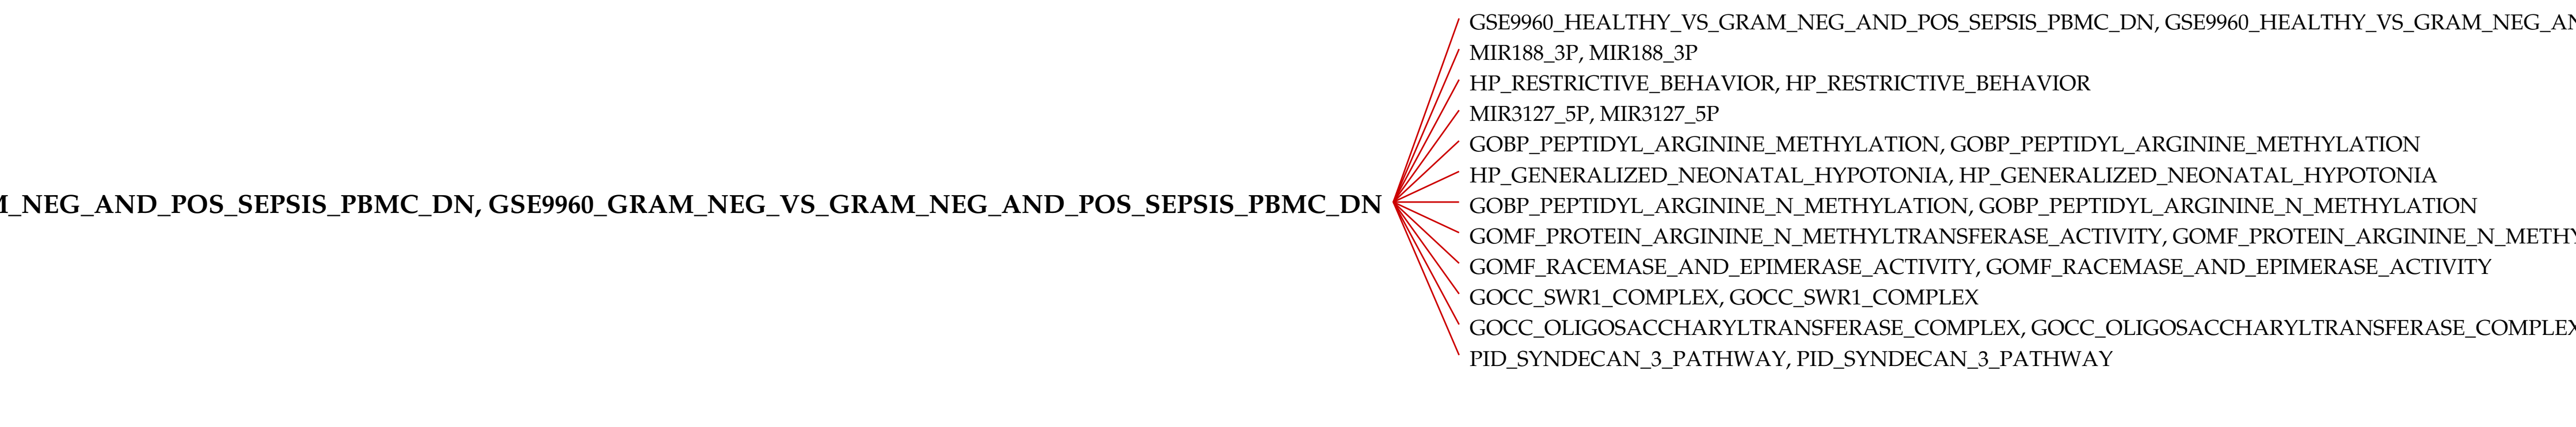 GSE9960_HEALTHY_VS_GRAM_NEG_AND_POS_SEPSIS_PBMC_DN, GSE9960_HEALTHY_VS_GRAM_NEG_AN
MIR188_3P, MIR188_3P
HP_RESTRICTIVE_BEHAVIOR, HP_RESTRICTIVE_BEHAVIOR
MIR3127_5P, MIR3127_5P
GOBP_PEPTIDYL_ARGININE_METHYLATION, GOBP_PEPTIDYL_ARGININE_METHYLATION
HP_GENERALIZED_NEONATAL_HYPOTONIA, HP_GENERALIZED_NEONATAL_HYPOTONIA
M_NEG_AND_POS_SEPSIS_PBMC_DN, GSE9960_GRAM_NEG_VS_GRAM_NEG_AND_POS_SEPSIS_PBMC_DN
GOBP_PEPTIDYL_ARGININE_N_METHYLATION, GOBP_PEPTIDYL_ARGININE_N_METHYLATION
GOMF_PROTEIN_ARGININE_N_METHYLTRANSFERASE_ACTIVITY, GOMF_PROTEIN_ARGININE_N_METHY
GOMF_RACEMASE_AND_EPIMERASE_ACTIVITY, GOMF_RACEMASE_AND_EPIMERASE_ACTIVITY
GOCC_SWR1_COMPLEX, GOCC_SWR1_COMPLEX
GOCC_OLIGOSACCHARYLTRANSFERASE_COMPLEX, GOCC_OLIGOSACCHARYLTRANSFERASE_COMPLEX
PID_SYNDECAN_3_PATHWAY, PID_SYNDECAN_3_PATHWAY